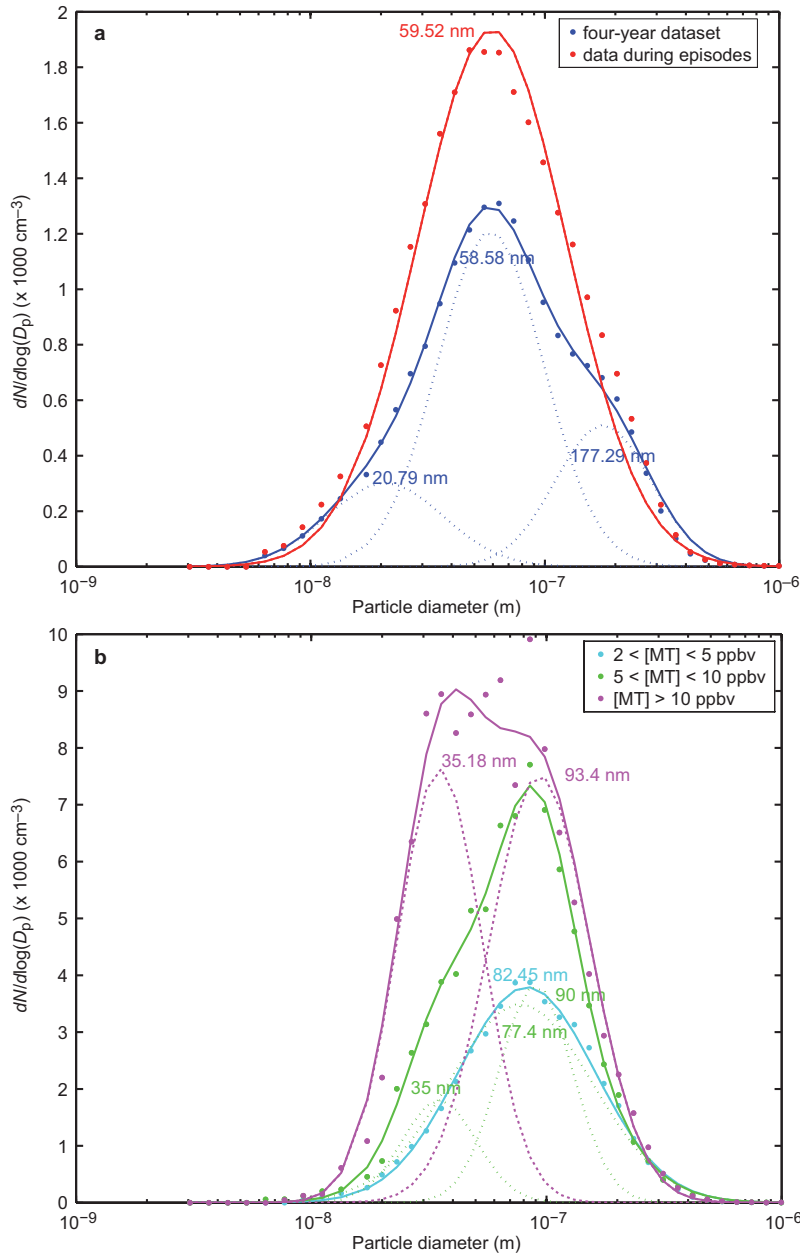 a
59.52 nm
four-year dataset
data during episodes
2
1.8
1.6
1.4
1.2
1
0.8
0.6
0.4
0.2
0
dN/dlog(Dp) (x 1000 cm⁻³)
58.58 nm
177.29 nm
20.79 nm
10⁻⁹ 10⁻⁸ 10⁻⁷ 10⁻⁶
Particle diameter (m)
b
2 < [MT] < 5 ppbv
5 < [MT] < 10 ppbv
[MT] > 10 ppbv
10
9
8
7
6
5
4
3
2
1
0
dN/dlog(Dp) (x 1000 cm⁻³)
35.18 nm
93.4 nm
82.45 nm
90 nm
77.4 nm
35 nm
10⁻⁹ 10⁻⁸ 10⁻⁷ 10⁻⁶
Particle diameter (m)